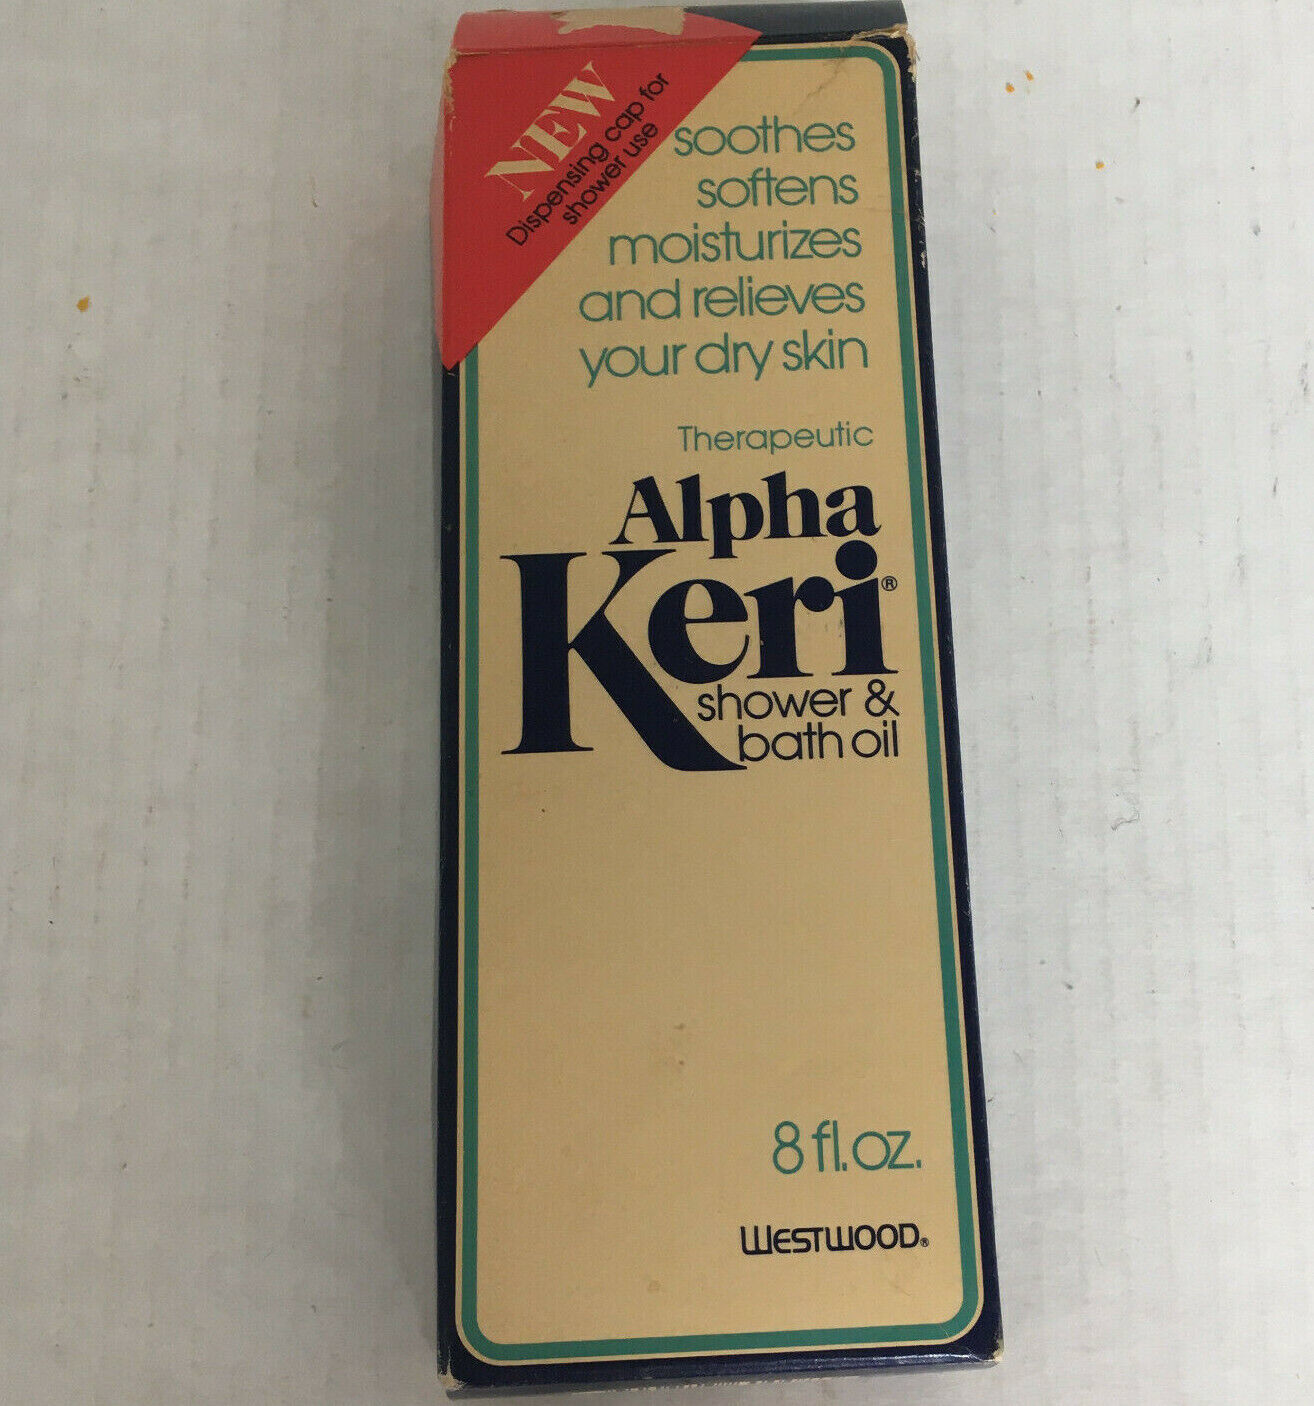 NEW
Dispensing cap for
shower use
soothes
softens
moisturizes
and relieves
your dry skin
Therapeutic
Alpha
Keri®
shower &
bath oil
8 fl. oz.
WESTWOOD®